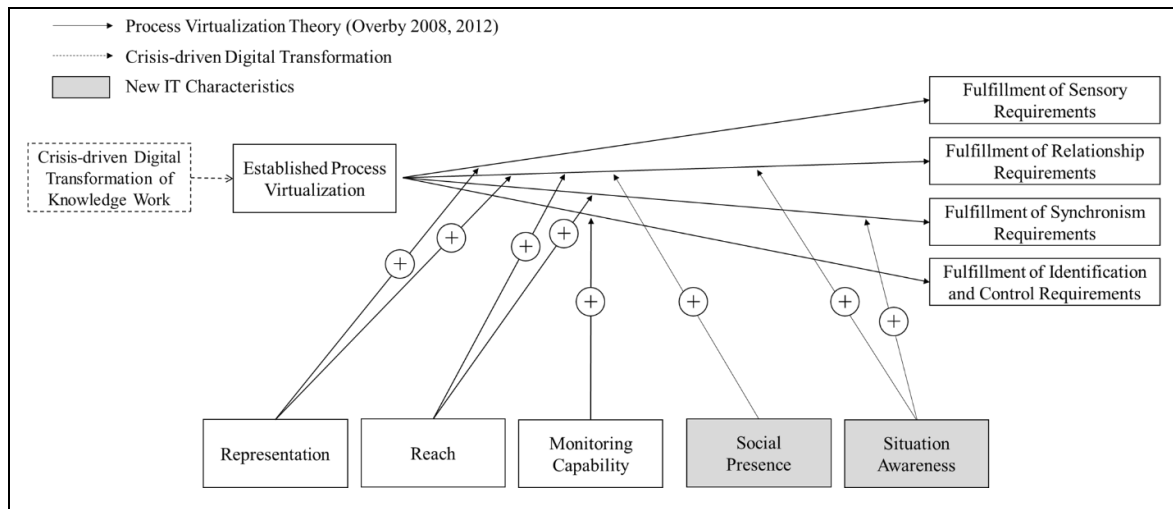 Process Virtualization Theory (Overby 2008, 2012)
Crisis-driven Digital Transformation
New IT Characteristics
Crisis-driven Digital
Transformation of
Knowledge Work
Established Process
Virtualization
Fulfillment of Sensory
Requirements
Fulfillment of Relationship
Requirements
Fulfillment of Synchronism
Requirements
Fulfillment of Identification
and Control Requirements
+
+
+
+
+
+
+
+
Representation
Reach
Monitoring
Capability
Social
Presence
Situation
Awareness